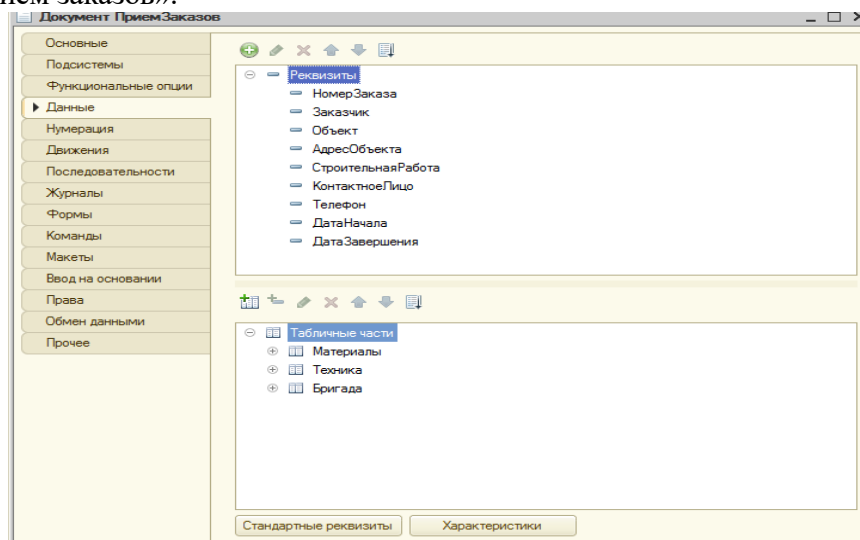 ием заказов».
Документ ПриемЗаказов
Основные
Подсистемы
Функциональные опции
Данные
Нумерация
Движения
Последовательности
Журналы
Формы
Команды
Макеты
Ввод на основании
Права
Обмен данными
Прочее
Реквизиты
НомерЗаказа
Заказчик
Объект
АдресОбъекта
СтроительнаяРабота
КонтактноеЛицо
Телефон
ДатаНачала
ДатаЗавершения
Табличные части
Материалы
Техника
Бригада
Стандартные реквизиты
Характеристики